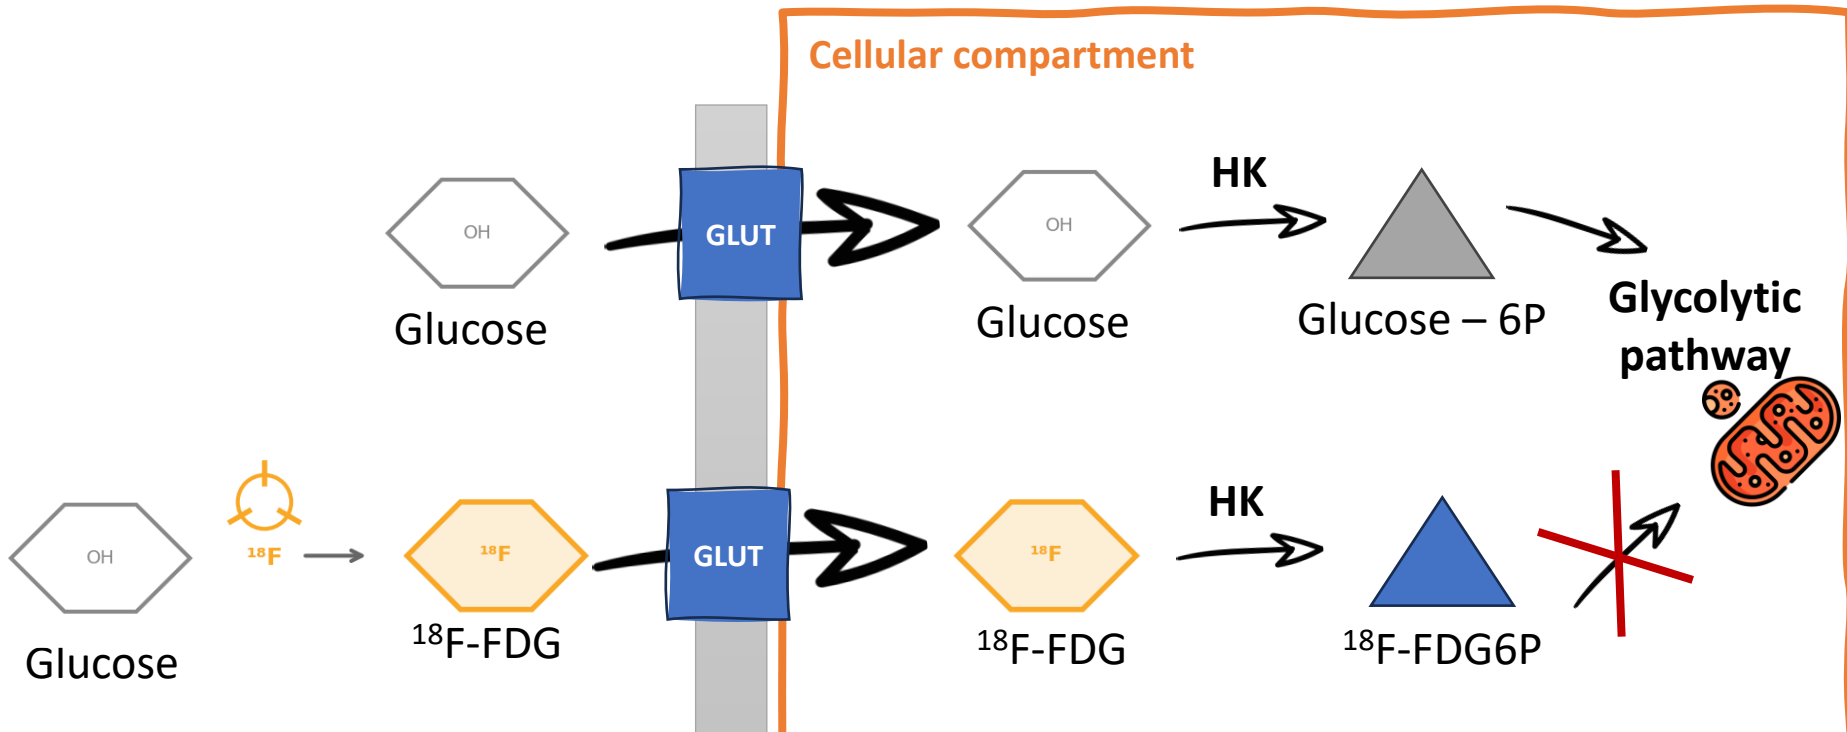 Cellular compartment
HK
OH
GLUT
OH
Glucose
Glucose
Glucose – 6P
Glycolytic
pathway
HK
OH
¹⁸F
¹⁸F
GLUT
¹⁸F
Glucose
¹⁸F-FDG
¹⁸F-FDG
¹⁸F-FDG6P